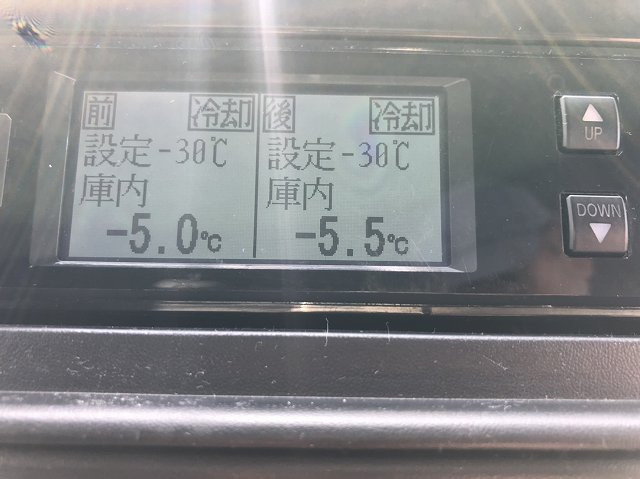 前 冷却
設定-30℃
庫内
-5.0℃
後 冷却
設定-30℃
庫内
-5.5℃
UP
DOWN